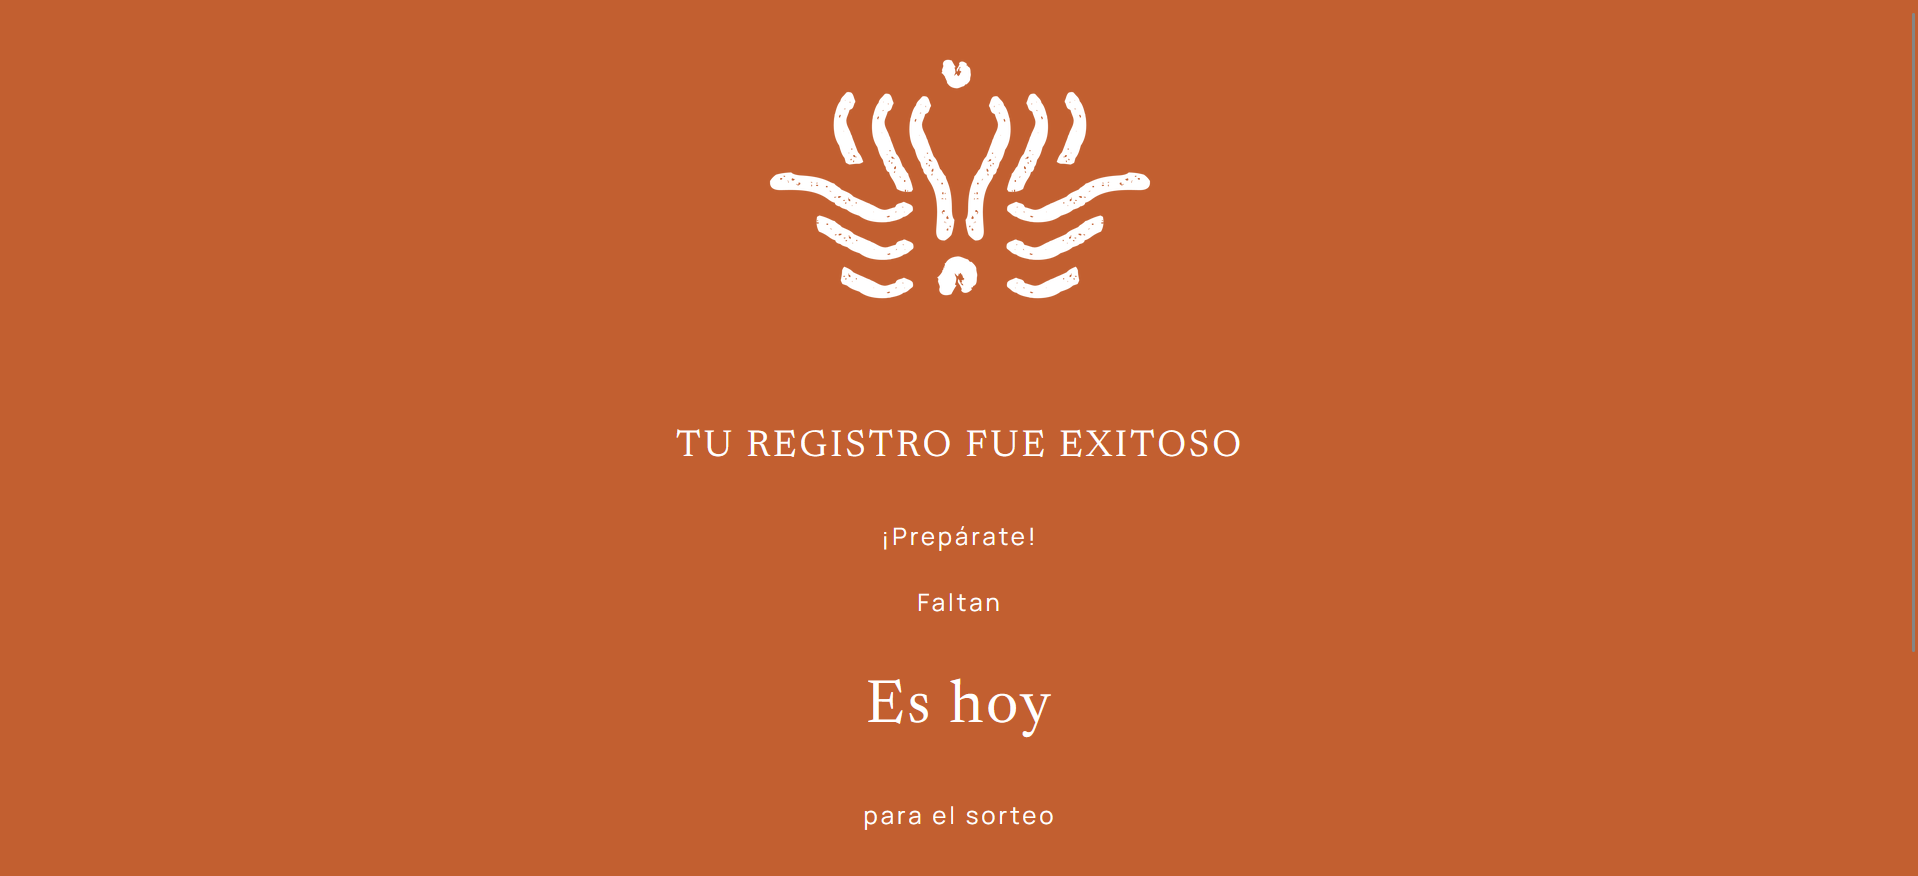 TU REGISTRO FUE EXITOSO
¡Prepárate!
Faltan
Es hoy
para el sorteo